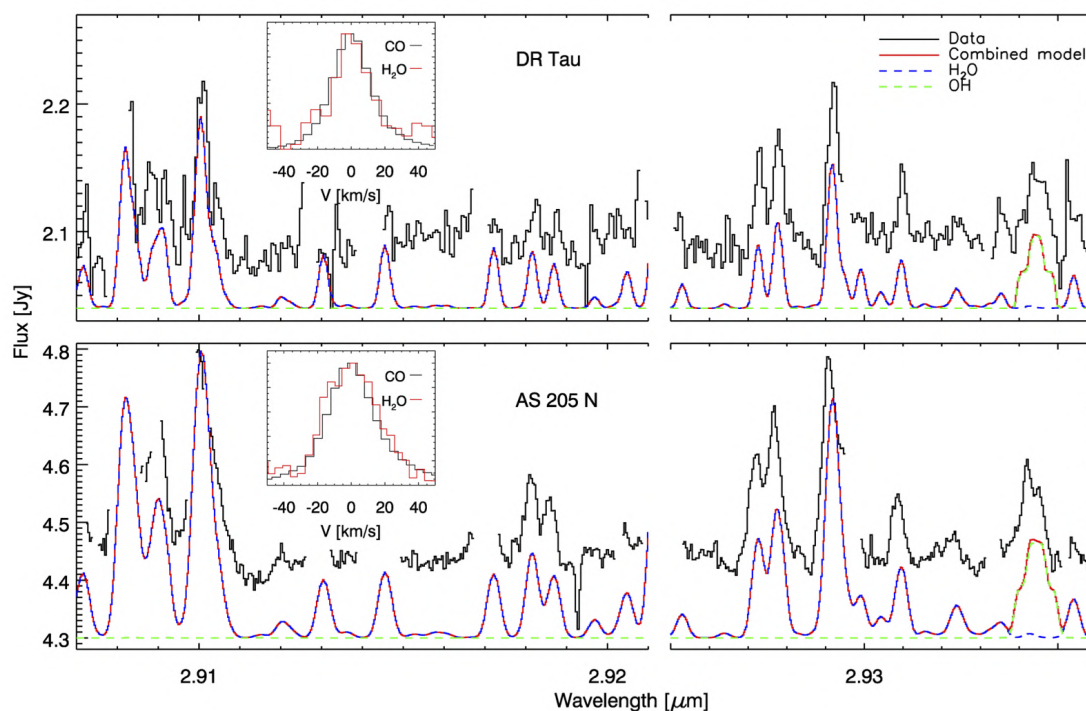 DR Tau
Data
Combined model
H₂O
OH
CO
H₂O
-40 -20 0 20 40
V [km/s]
2.2
2.1
Flux [Jy]
AS 205 N
CO
H₂O
-40 -20 0 20 40
V [km/s]
4.8
4.7
4.6
4.5
4.4
4.3
2.91 2.92 2.93
Wavelength [μm]